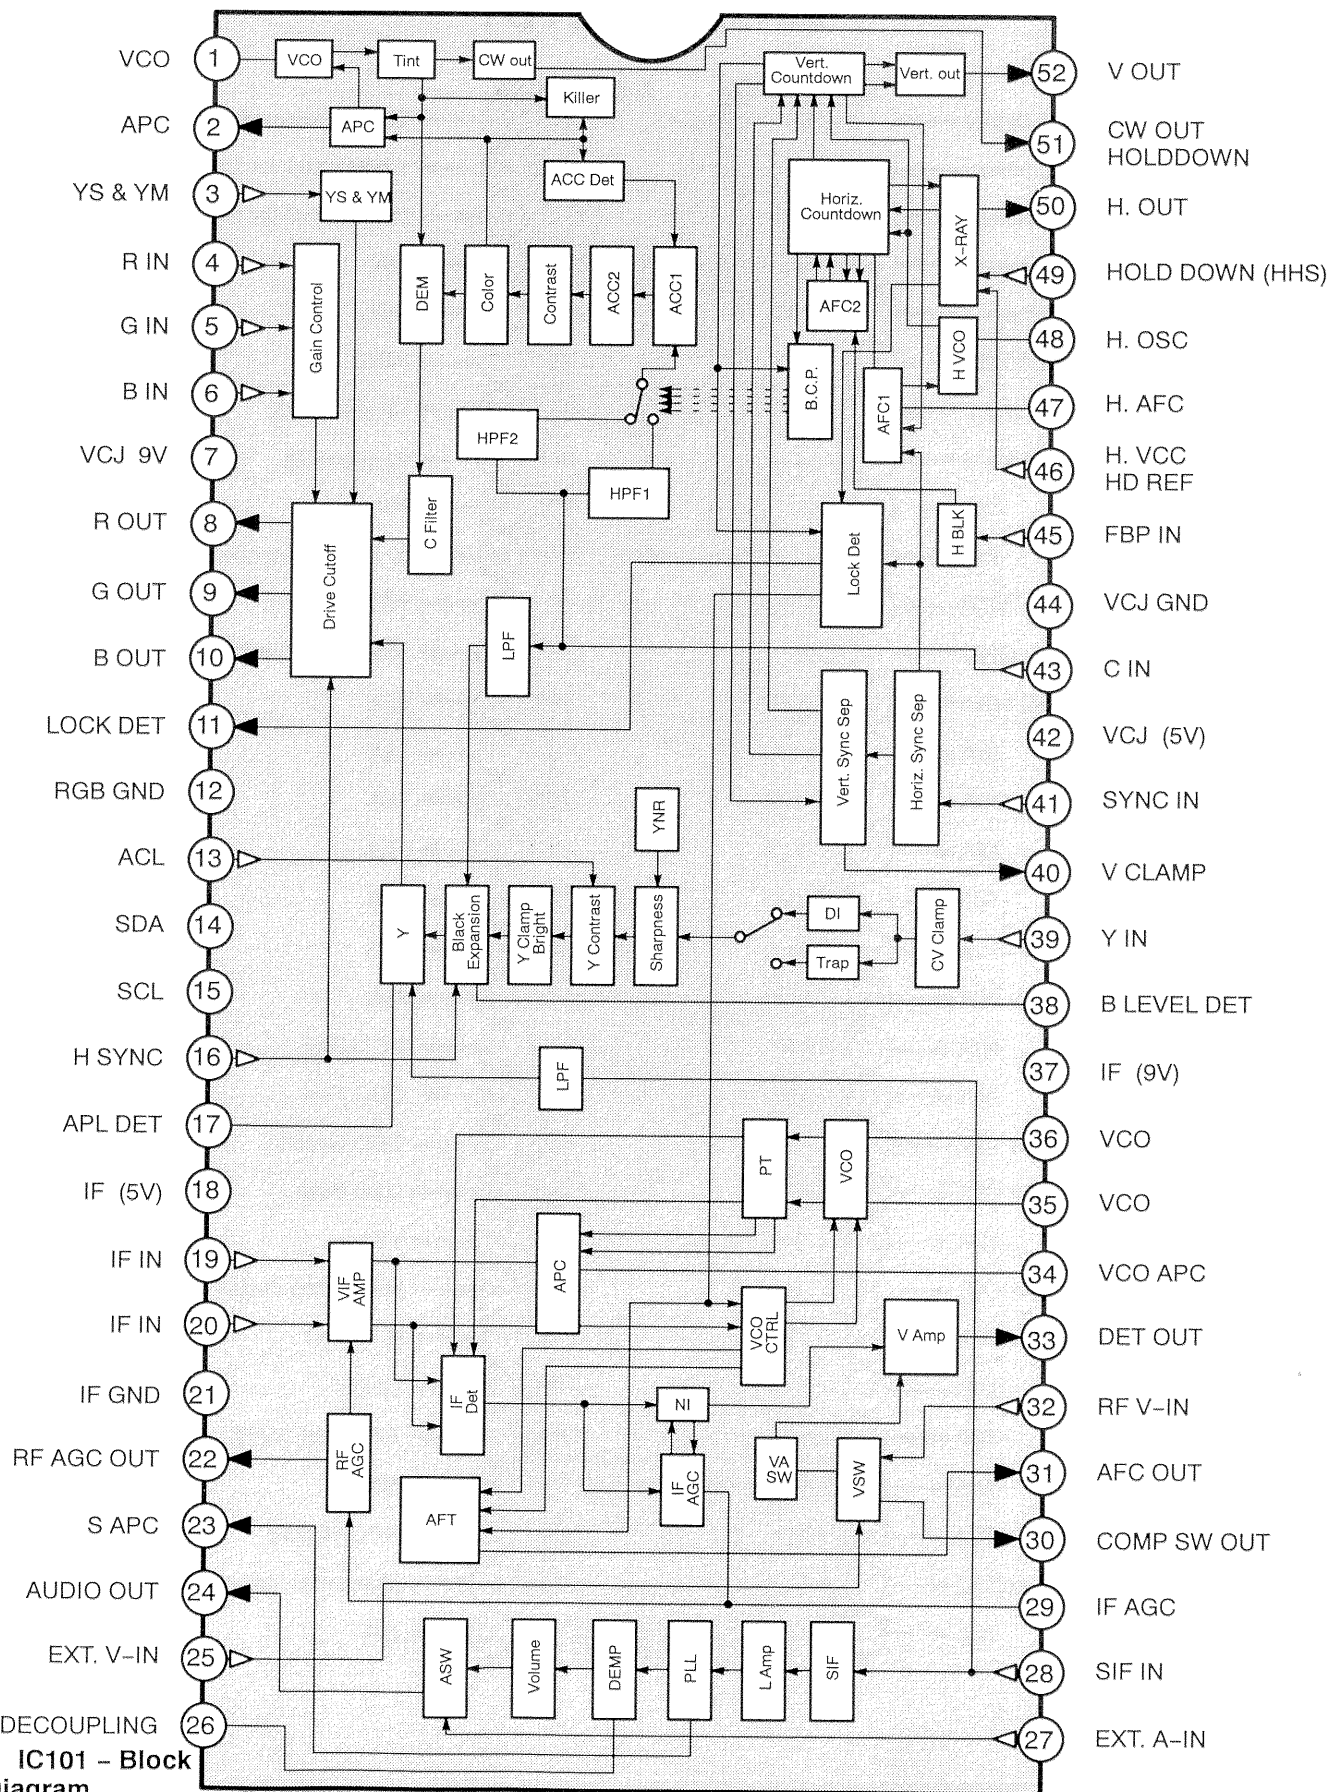 VCO
1
APC
2
YS & YM
3
R IN
4
G IN
5
B IN
6
VCJ 9V
7
R OUT
8
G OUT
9
B OUT
10
LOCK DET
11
RGB GND
12
ACL
13
SDA
14
SCL
15
H SYNC
16
APL DET
17
IF (5V)
18
IF IN
19
IF IN
20
IF GND
21
RF AGC OUT
22
S APC
23
AUDIO OUT
24
EXT. V-IN
25
DECOUPLING
26
VCO
Tint
CW out
Killer
APC
ACC Det
YS & YM
Gain Control
DEM
Color
Contrast
ACC2
ACC1
HPF2
HPF1
C Filter
Drive Cutoff
LPF
Vert.
Countdown
Vert. out
Horiz.
Countdown
X-RAY
AFC2
H VCO
B.C.P.
AFC1
Lock Det
H BLK
Vert. Sync Sep
Horiz. Sync Sep
YNR
Y
Black
Expansion
Y Clamp
Bright
Y Contrast
Sharpness
DI
Trap
CV Clamp
LPF
PT
VCO
APC
VIF
AMP
VCO
CTRL
V Amp
IF
Det
NI
RF
AGC
IF
AGC
VA
SW
VSW
AFT
ASW
Volume
DEMP
PLL
L Amp
SIF
52
V OUT
51
CW OUT
HOLDDOWN
50
H. OUT
49
HOLD DOWN (HHS)
48
H. OSC
47
H. AFC
46
H. VCC
HD REF
45
FBP IN
44
VCJ GND
43
C IN
42
VCJ (5V)
41
SYNC IN
40
V CLAMP
39
Y IN
38
B LEVEL DET
37
IF (9V)
36
VCO
35
VCO
34
VCO APC
33
DET OUT
32
RF V-IN
31
AFC OUT
30
COMP SW OUT
29
IF AGC
28
SIF IN
27
EXT. A-IN
IC101 – Block